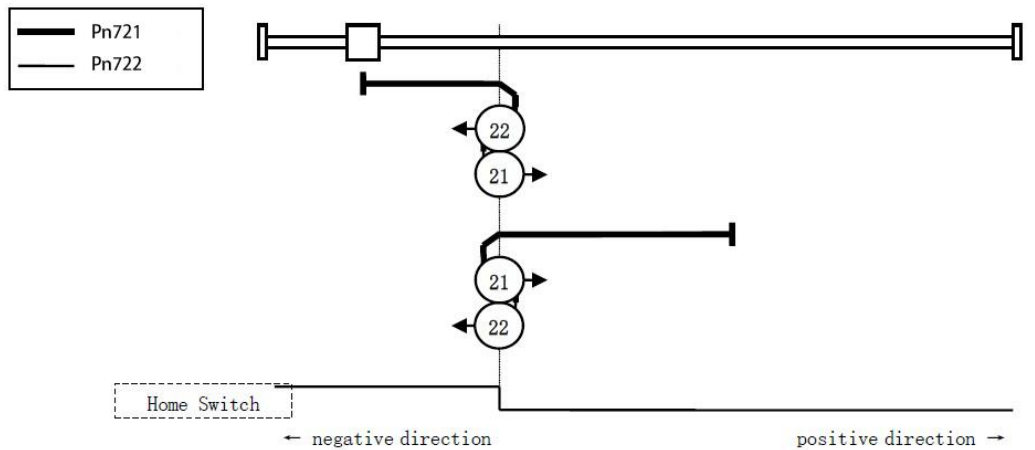 Pn721
Pn722
22
21
21
22
Home Switch
← negative direction
positive direction →